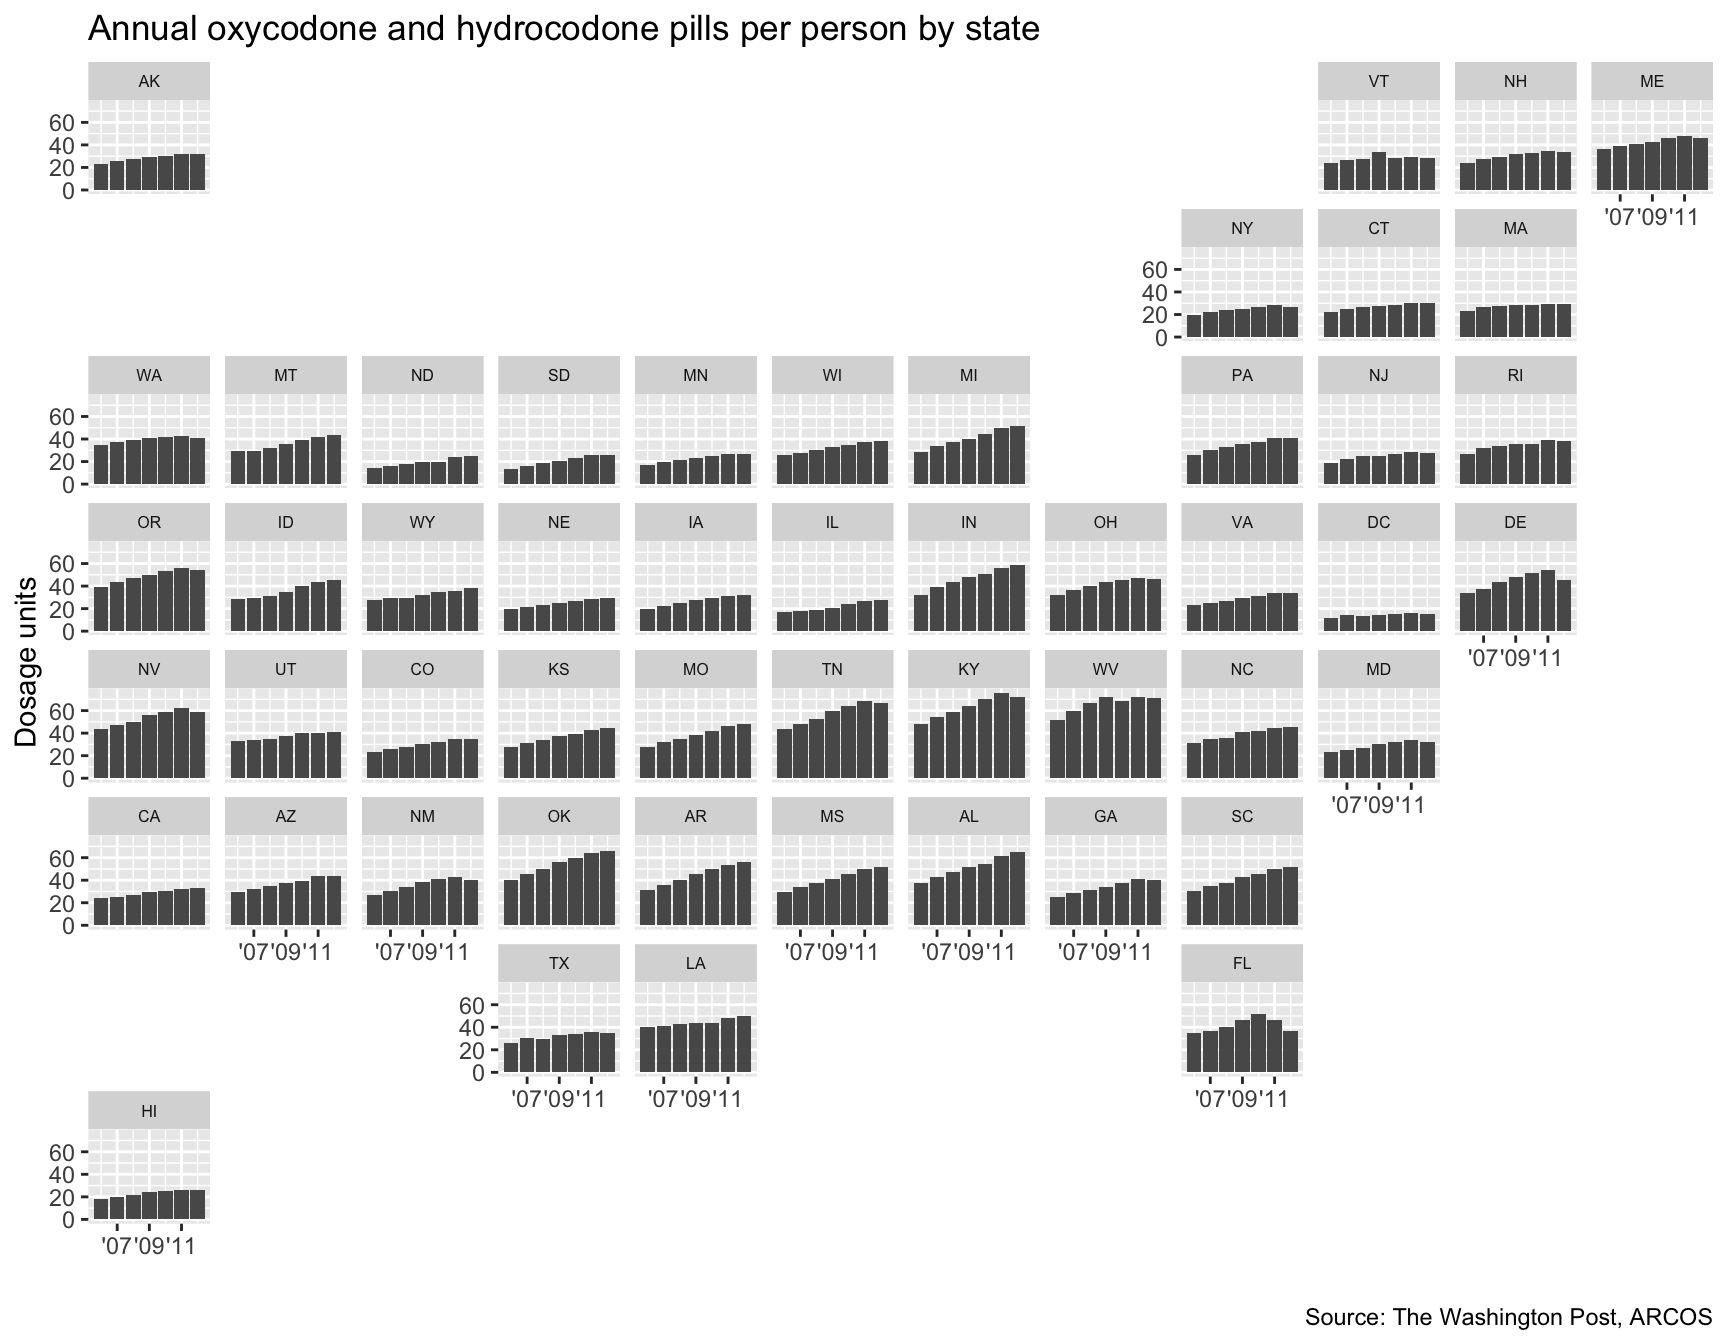 Annual oxycodone and hydrocodone pills per person by state
AK VT NH ME
60
40
20
0
'07 '09 '11
NY CT MA
60
40
20
0
WA MT ND SD MN WI MI PA NJ RI
60
40
20
0
OR ID WY NE IA IL IN OH VA DC DE
60
40
20
0
'07 '09 '11
Dosage units
NV UT CO KS MO TN KY WV NC MD
60
40
20
0
'07 '09 '11
CA AZ NM OK AR MS AL GA SC
60
40
20
0
'07 '09 '11 '07 '09 '11 '07 '09 '11 '07 '09 '11 '07 '09 '11
TX LA FL
60
40
20
0
'07 '09 '11 '07 '09 '11 '07 '09 '11
HI
60
40
20
0
'07 '09 '11
Source: The Washington Post, ARCOS